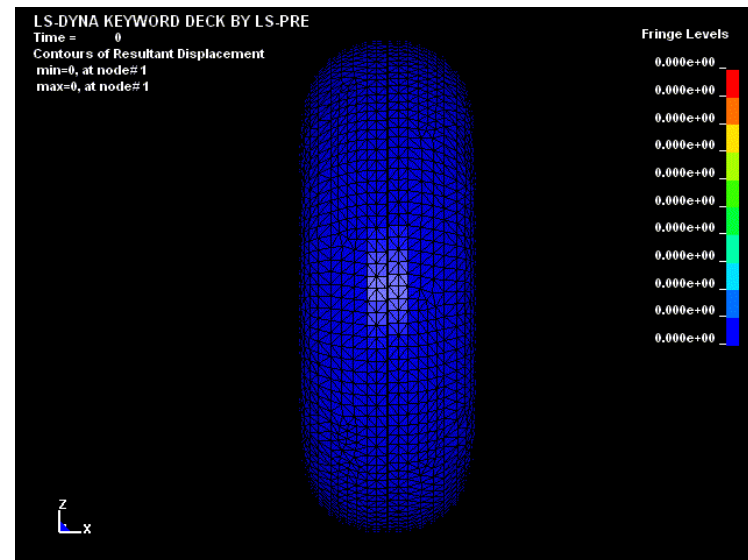 LS-DYNA KEYWORD DECK BY LS-PRE
Time = 0
Contours of Resultant Displacement
min=0, at node# 1
max=0, at node# 1
Fringe Levels
0.000e+00
0.000e+00
0.000e+00
0.000e+00
0.000e+00
0.000e+00
0.000e+00
0.000e+00
0.000e+00
0.000e+00
0.000e+00
Z
X